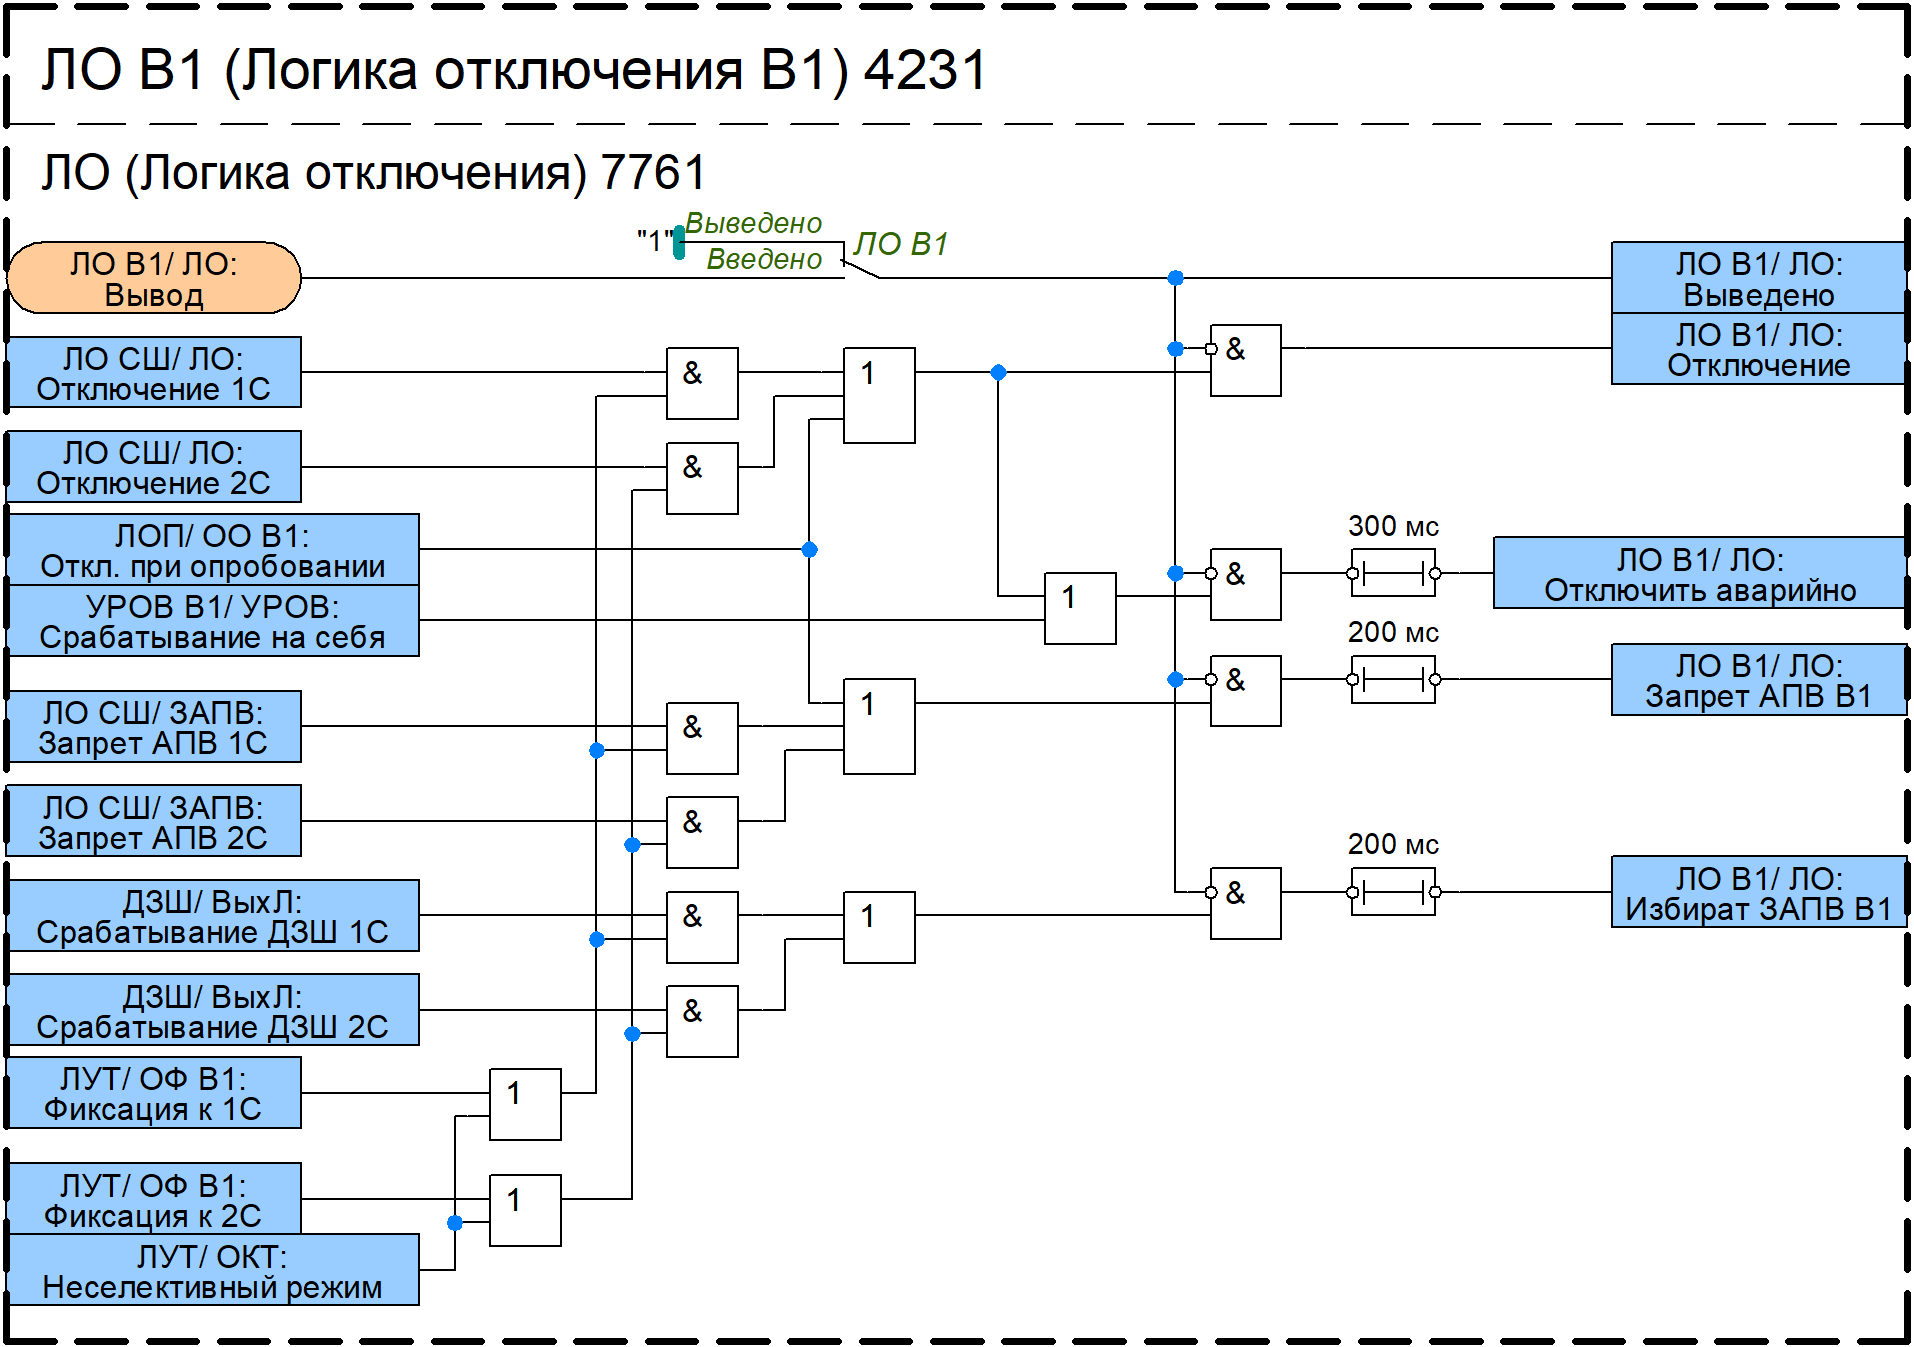 ЛО В1 (Логика отключения В1) 4231
ЛО (Логика отключения) 7761
"1"
Выведено
Введено
ЛО В1
ЛО В1/ ЛО:
Вывод
ЛО В1/ ЛО:
Выведено
ЛО В1/ ЛО:
Отключение
ЛО СШ/ ЛО:
Отключение 1С
&
1
&
ЛО СШ/ ЛО:
Отключение 2С
&
ЛОП/ ОО В1:
Откл. при опробовании
УРОВ В1/ УРОВ:
Срабатывание на себя
1
&
300 мс
ЛО В1/ ЛО:
Отключить аварийно
200 мс
&
ЛО В1/ ЛО:
Запрет АПВ В1
ЛО СШ/ ЗАПВ:
Запрет АПВ 1С
&
1
ЛО СШ/ ЗАПВ:
Запрет АПВ 2С
&
200 мс
&
ЛО В1/ ЛО:
Избират ЗАПВ В1
ДЗШ/ ВыхЛ:
Срабатывание ДЗШ 1С
&
1
ДЗШ/ ВыхЛ:
Срабатывание ДЗШ 2С
&
ЛУТ/ ОФ В1:
Фиксация к 1С
1
ЛУТ/ ОФ В1:
Фиксация к 2С
1
ЛУТ/ ОКТ:
Неселективный режим